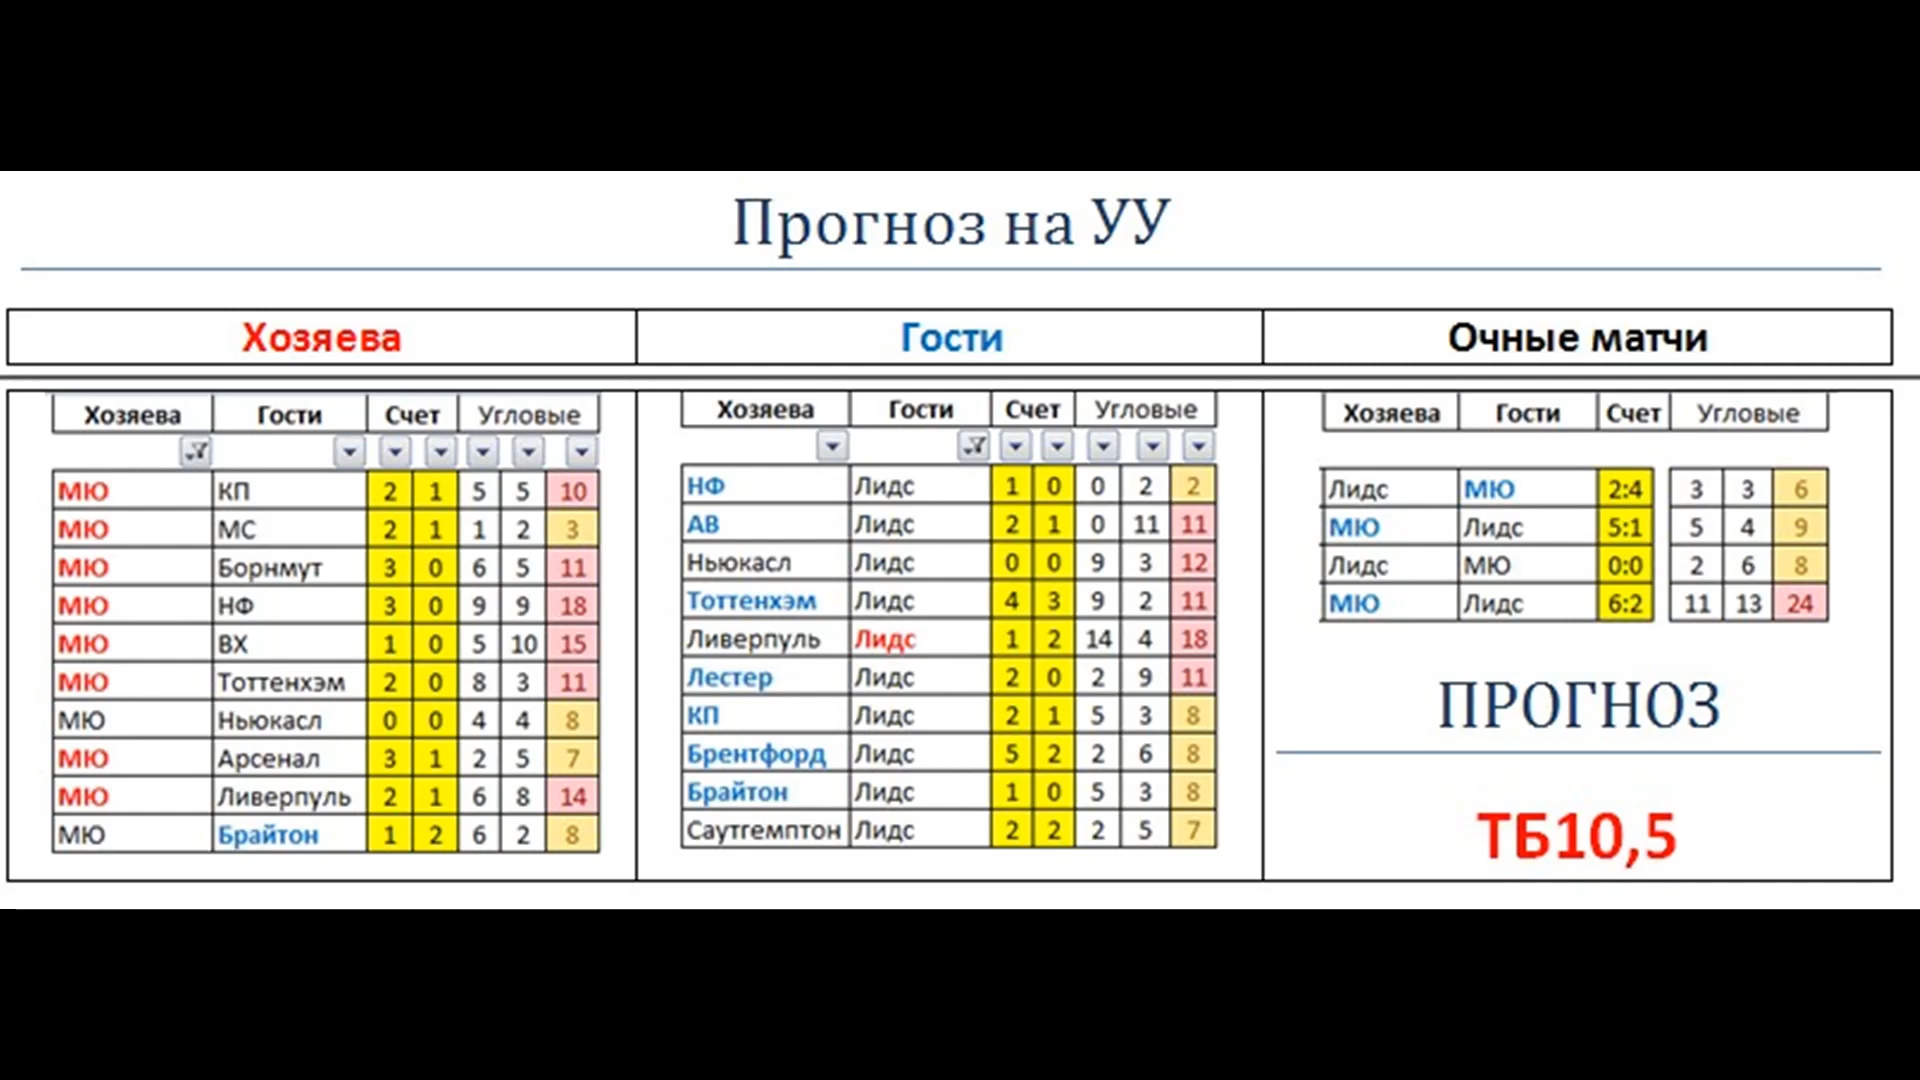 Прогноз на УУ
Хозяева Гости Очные матчи
Хозяева Гости Счет Угловые
МЮ КП 2 1 5 5 10
МЮ МС 2 1 1 2 3
МЮ Борнмут 3 0 6 5 11
МЮ НФ 3 0 9 9 18
МЮ ВХ 1 0 5 10 15
МЮ Тоттенхэм 2 0 8 3 11
МЮ Ньюкасл 0 0 4 4 8
МЮ Арсенал 3 1 2 5 7
МЮ Ливерпуль 2 1 6 8 14
МЮ Брайтон 1 2 6 2 8
Хозяева Гости Счет Угловые
НФ Лидс 1 0 0 2 2
АВ Лидс 2 1 0 11 11
Ньюкасл Лидс 0 0 9 3 12
Тоттенхэм Лидс 4 3 9 2 11
Ливерпуль Лидс 1 2 14 4 18
Лестер Лидс 2 0 2 9 11
КП Лидс 2 1 5 3 8
Брентфорд Лидс 5 2 2 6 8
Брайтон Лидс 1 0 5 3 8
Саутгемптон Лидс 2 2 2 5 7
Хозяева Гости Счет Угловые
Лидс МЮ 2:4 3 3 6
МЮ Лидс 5:1 5 4 9
Лидс МЮ 0:0 2 6 8
МЮ Лидс 6:2 11 13 24
ПРОГНОЗ
ТБ10,5